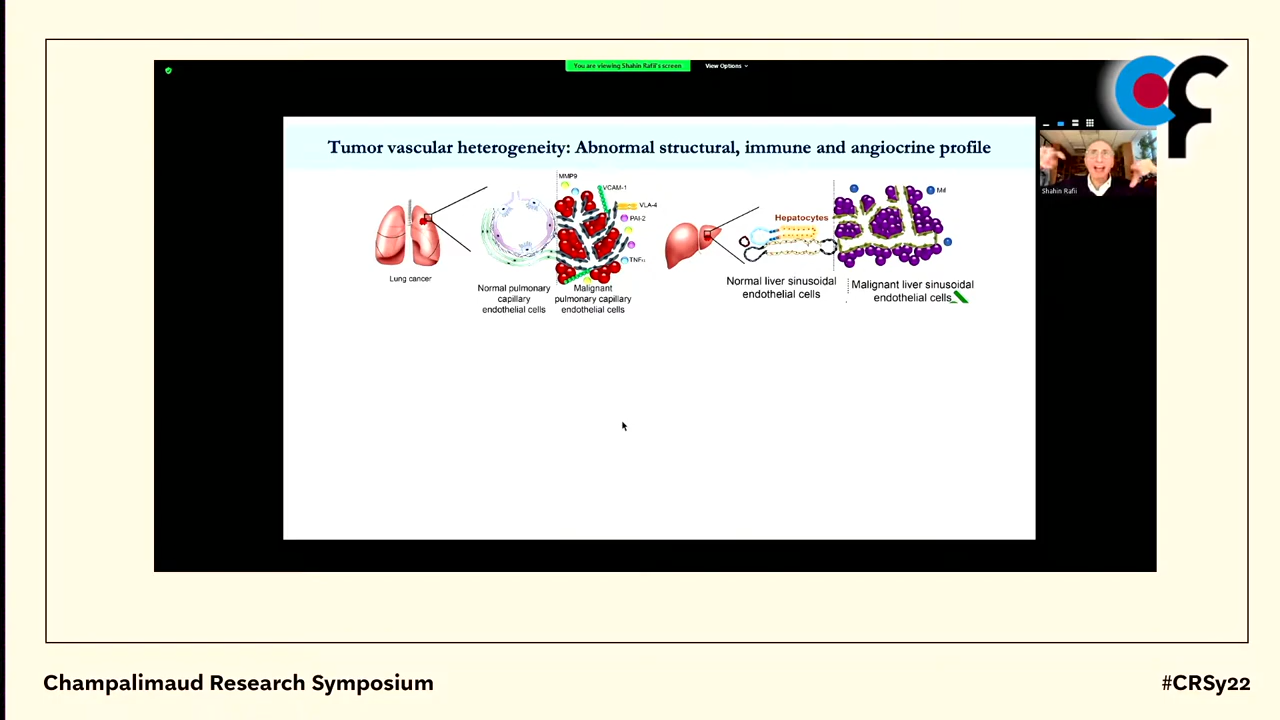 You are viewing Shahin Rafii's screen
View Options
cf
Shahin Rafii
Tumor vascular heterogeneity: Abnormal structural, immune and angiocrine profile
MMP9
VCAM-1
VLA-4
PAI-2
TNFα
Lung cancer
Normal pulmonary
capillary
endothelial cells
Malignant
pulmonary capillary
endothelial cells
Hepatocytes
Normal liver sinusoidal
endothelial cells
Malignant liver sinusoidal
endothelial cells
Champalimaud Research Symposium
#CRSy22